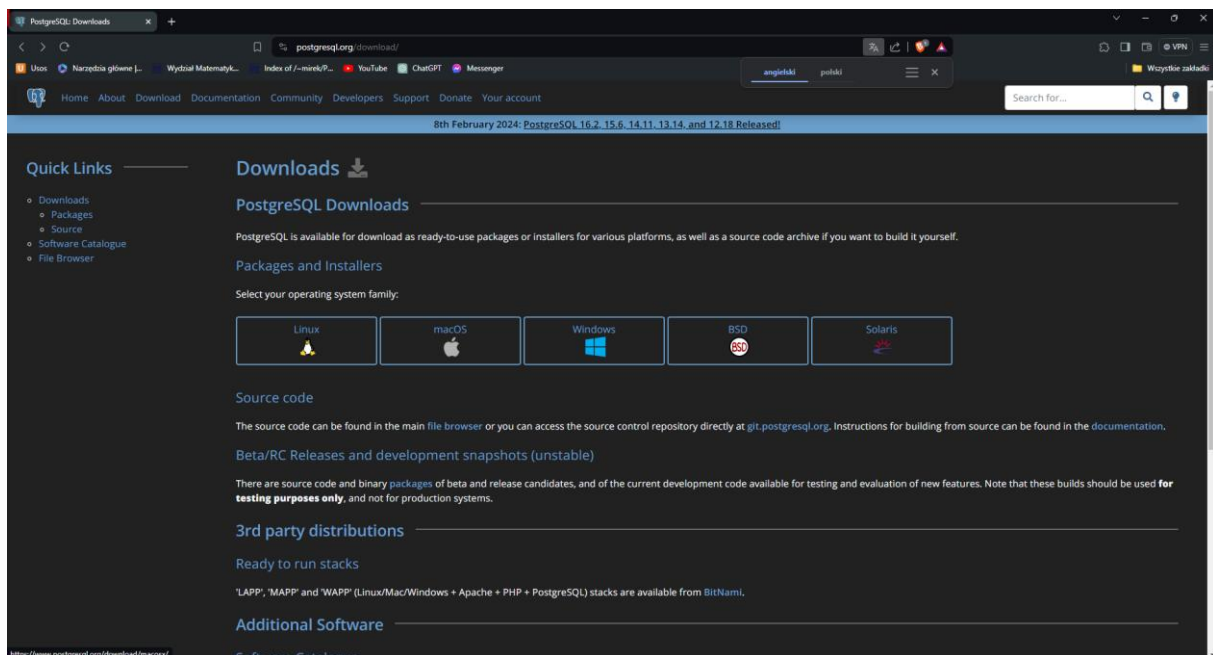 PostgreSQL: Downloads
postgresql.org/download/
VPN
Usos Narzędzia główne |... Wydział Matematyk... Index of /~mirek/P... YouTube ChatGPT Messenger
angielski polski
Wszystkie zakładki
Home About Download Documentation Community Developers Support Donate Your account
Search for...
8th February 2024: PostgreSQL 16.2, 15.6, 14.11, 13.14, and 12.18 Released!
Quick Links
Downloads
Packages
Source
Software Catalogue
File Browser
Downloads
PostgreSQL Downloads
PostgreSQL is available for download as ready-to-use packages or installers for various platforms, as well as a source code archive if you want to build it yourself.
Packages and Installers
Select your operating system family:
Linux macOS Windows BSD Solaris
BSD
Source code
The source code can be found in the main file browser or you can access the source control repository directly at git.postgresql.org. Instructions for building from source can be found in the documentation.
Beta/RC Releases and development snapshots (unstable)
There are source code and binary packages of beta and release candidates, and of the current development code available for testing and evaluation of new features. Note that these builds should be used for
testing purposes only, and not for production systems.
3rd party distributions
Ready to run stacks
'LAPP', 'MAPP' and 'WAPP' (Linux/Mac/Windows + Apache + PHP + PostgreSQL) stacks are available from BitNami.
Additional Software
https://www.postgresql.org/download/macosx/